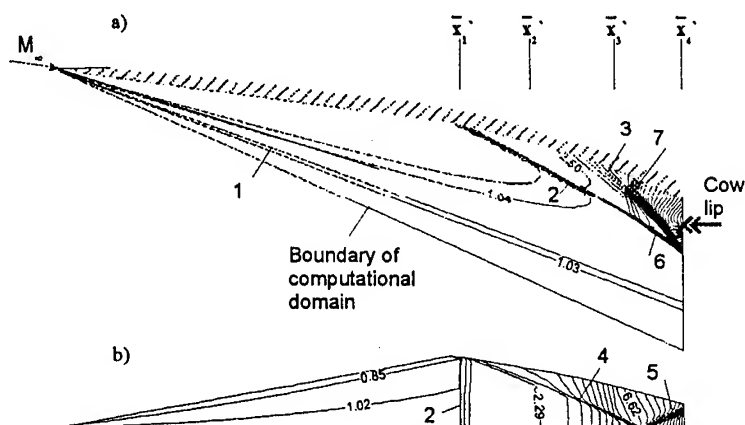 a)
x̄₁` x̄₂` x̄₃` x̄₄`
M∞
3 7
.50
Cow
lip
1
1.04
2
6
Boundary of
computational
domain
1.03
b)
0.85
4
5
1.02
2
2.29
6.62